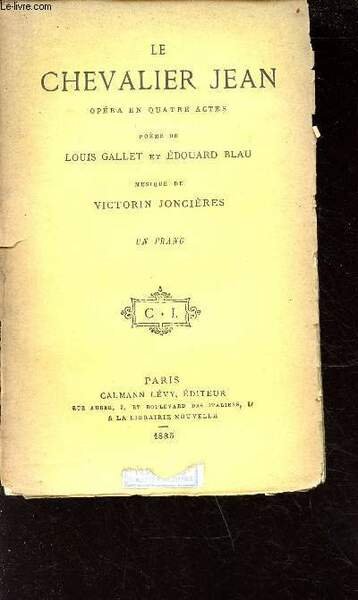 Le-livre.com
LE
CHEVALIER JEAN
OPÉRA EN QUATRE ACTES
POÈME DE
LOUIS GALLET ET ÉDOUARD BLAU
MUSIQUE DE
VICTORIN JONCIÈRES
UN FRANC
C · L
PARIS
CALMANN LÉVY, ÉDITEUR
RUE AUBER, 3, ET BOULEVARD DES ITALIENS, 15
A LA LIBRAIRIE NOUVELLE
1885